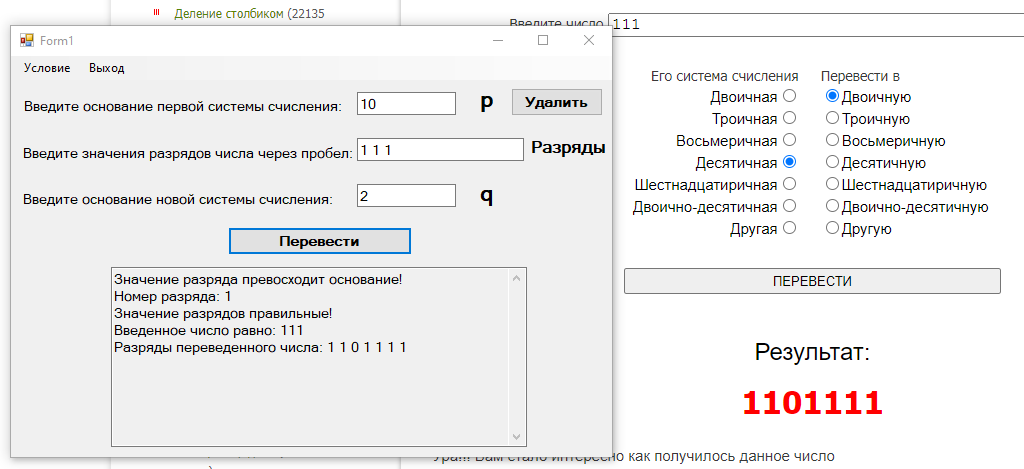 Деление столбиком (22135
Form1
Условие Выход
Введите основание первой системы счисления: 10 p Удалить
Введите значения разрядов числа через пробел: 1 1 1 Разряды
Введите основание новой системы счисления: 2 q
Перевести
Значение разряда превосходит основание!
Номер разряда: 1
Значение разрядов правильные!
Введенное число равно: 111
Разряды переведенного числа: 1 1 0 1 1 1 1
Введите число 111
Его система счисления Перевести в
Двоичная Двоичную
Троичная Троичную
Восьмеричная Восьмеричную
Десятичная Десятичную
Шестнадцатиричная Шестнадцатиричную
Двоично-десятичная Двоично-десятичную
Другая Другую
ПЕРЕВЕСТИ
Результат:
1101111
Ура!!! Вам стало интересно как получилось данное число